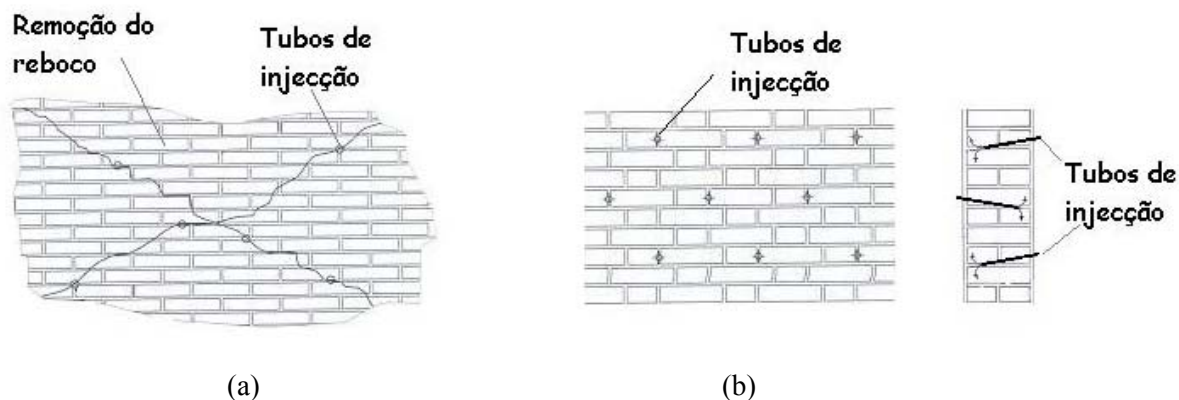 Remoção do
reboco
Tubos de
injecção
Tubos de
injecção
Tubos de
injecção
(a)
(b)